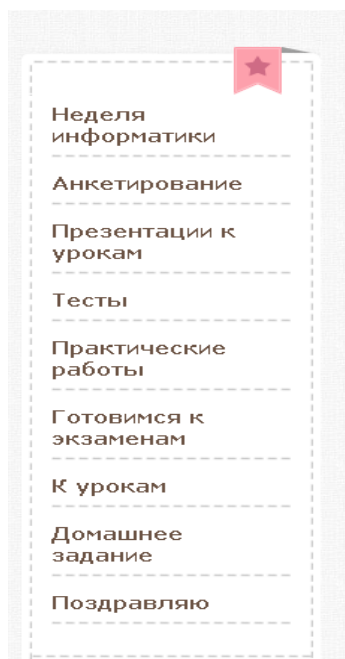 Неделя
информатики
Анкетирование
Презентации к
урокам
Тесты
Практические
работы
Готовимся к
экзаменам
К урокам
Домашнее
задание
Поздравляю